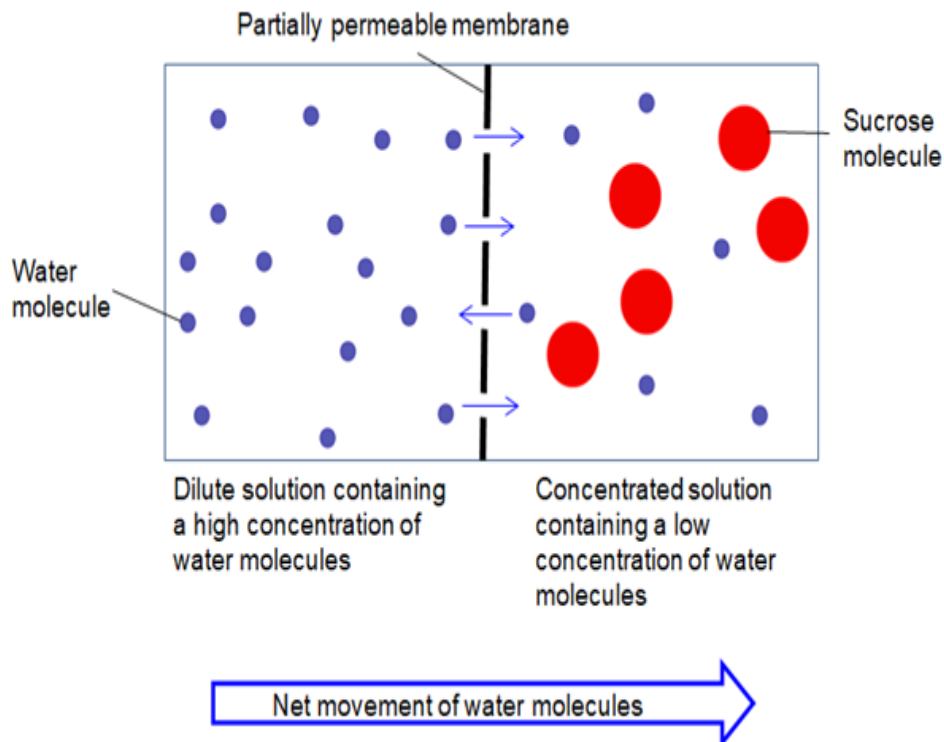 Partially permeable membrane
Sucrose
molecule
Water
molecule
Dilute solution containing
a high concentration of
water molecules
Concentrated solution
containing a low
concentration of water
molecules
Net movement of water molecules